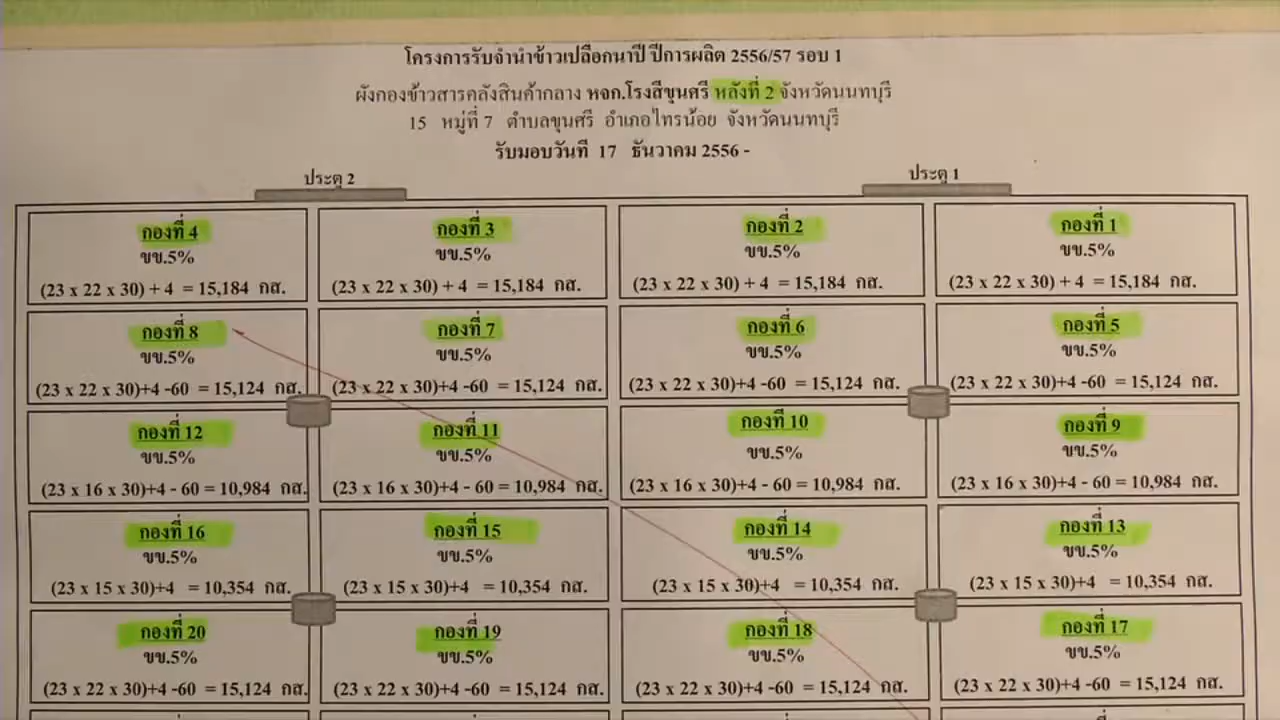 โครงการรับจำนำข้าวเปลือกนาปี ปีการผลิต 2556/57 รอบ 1
ผังกองข้าวสารคลังสินค้ากลาง หจก.โรงสีขุนศรี หลังที่ 2 จังหวัดนนทบุรี
15 หมู่ที่ 7 ตำบลขุนศรี อำเภอไทรน้อย จังหวัดนนทบุรี
รับมอบวันที่ 17 ธันวาคม 2556 -
ประตู 2 ประตู 1
กองที่ 4 กองที่ 3 กองที่ 2 กองที่ 1
ขข.5% ขข.5% ขข.5% ขข.5%
(23 x 22 x 30) + 4 = 15,184 กส. (23 x 22 x 30) + 4 = 15,184 กส. (23 x 22 x 30) + 4 = 15,184 กส. (23 x 22 x 30) + 4 = 15,184 กส.
กองที่ 8 กองที่ 7 กองที่ 6 กองที่ 5
ขข.5% ขข.5% ขข.5% ขข.5%
(23 x 22 x 30)+4 -60 = 15,124 กส. (23 x 22 x 30)+4 -60 = 15,124 กส. (23 x 22 x 30)+4 -60 = 15,124 กส. (23 x 22 x 30)+4 -60 = 15,124 กส.
กองที่ 12 กองที่ 11 กองที่ 10 กองที่ 9
ขข.5% ขข.5% ขข.5% ขข.5%
(23 x 16 x 30)+4 - 60 = 10,984 กส. (23 x 16 x 30)+4 - 60 = 10,984 กส. (23 x 16 x 30)+4 - 60 = 10,984 กส. (23 x 16 x 30)+4 - 60 = 10,984 กส.
กองที่ 16 กองที่ 15 กองที่ 14 กองที่ 13
ขข.5% ขข.5% ขข.5% ขข.5%
(23 x 15 x 30)+4 = 10,354 กส. (23 x 15 x 30)+4 = 10,354 กส. (23 x 15 x 30)+4 = 10,354 กส. (23 x 15 x 30)+4 = 10,354 กส.
กองที่ 20 กองที่ 19 กองที่ 18 กองที่ 17
ขข.5% ขข.5% ขข.5% ขข.5%
(23 x 22 x 30)+4 -60 = 15,124 กส. (23 x 22 x 30)+4 -60 = 15,124 กส. (23 x 22 x 30)+4 -60 = 15,124 กส. (23 x 22 x 30)+4 -60 = 15,124 กส.